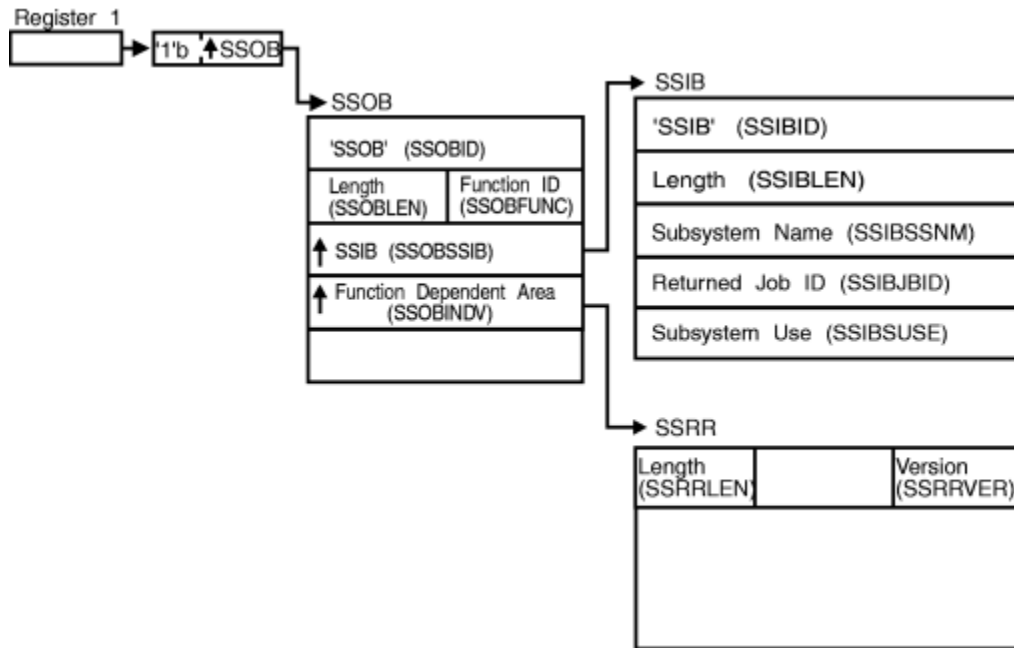 Register 1
'1'b ↑SSOB
SSOB
'SSOB' (SSOBID)
Length
(SSOBLEN)
Function ID
(SSOBFUNC)
↑ SSIB (SSOBSSIB)
↑ Function Dependent Area
(SSOBINDV)
SSIB
'SSIB' (SSIBID)
Length (SSIBLEN)
Subsystem Name (SSIBSSNM)
Returned Job ID (SSIBJBID)
Subsystem Use (SSIBSUSE)
SSRR
Length
(SSRRLEN)
Version
(SSRRVER)